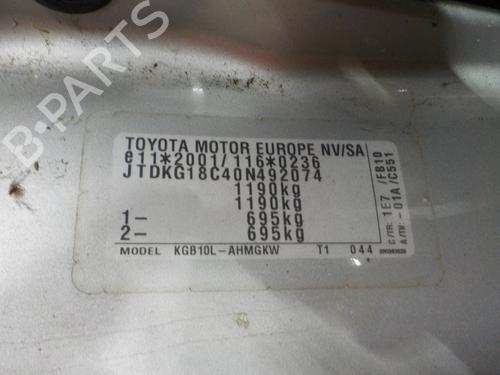 TOYOTA MOTOR EUROPE NV/SA
e11*2001/116*0236
JTDKG18C40N492074
1190kg
1190kg
1- 695kg
2- 695kg
MODEL KGB10L-AHMGKW T1 044
C/TR: 1E7 /FB10
A/TM: -01A/C551
B-PARTS